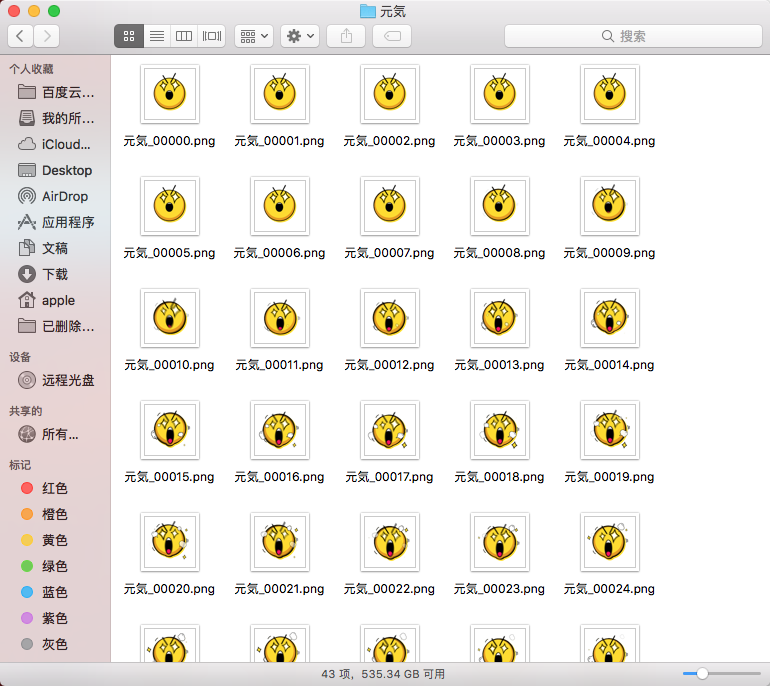 元気
搜索
个人收藏
百度云...
我的所...
iCloud...
Desktop
AirDrop
应用程序
文稿
下载
apple
已删除...
设备
远程光盘
共享的
所有...
标记
红色
橙色
黄色
绿色
蓝色
紫色
灰色
元気_00000.png 元気_00001.png 元気_00002.png 元気_00003.png 元気_00004.png
元気_00005.png 元気_00006.png 元気_00007.png 元気_00008.png 元気_00009.png
元気_00010.png 元気_00011.png 元気_00012.png 元気_00013.png 元気_00014.png
元気_00015.png 元気_00016.png 元気_00017.png 元気_00018.png 元気_00019.png
元気_00020.png 元気_00021.png 元気_00022.png 元気_00023.png 元気_00024.png
43 项，535.34 GB 可用